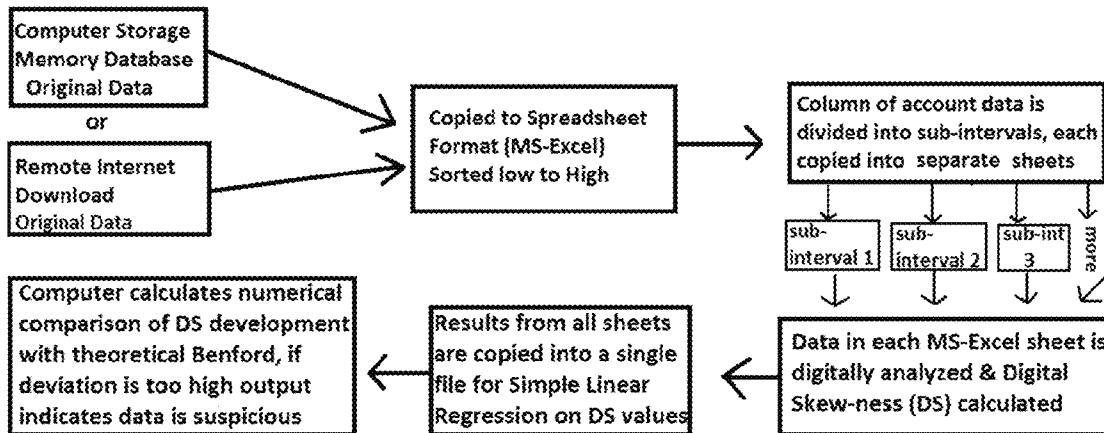 Computer Storage
Memory Database
Original Data
or
Remote Internet
Download
Original Data
Copied to Spreadsheet
Format (MS-Excel)
Sorted low to High
Column of account data is
divided into sub-intervals, each
copied into separate sheets
sub-
interval 1
sub-
interval 2
sub-int
3
more
Data in each MS-Excel sheet is
digitally analyzed & Digital
Skew-ness (DS) calculated
Results from all sheets
are copied into a single
file for Simple Linear
Regression on DS values
Computer calculates numerical
comparison of DS development
with theoretical Benford, if
deviation is too high output
indicates data is suspicious